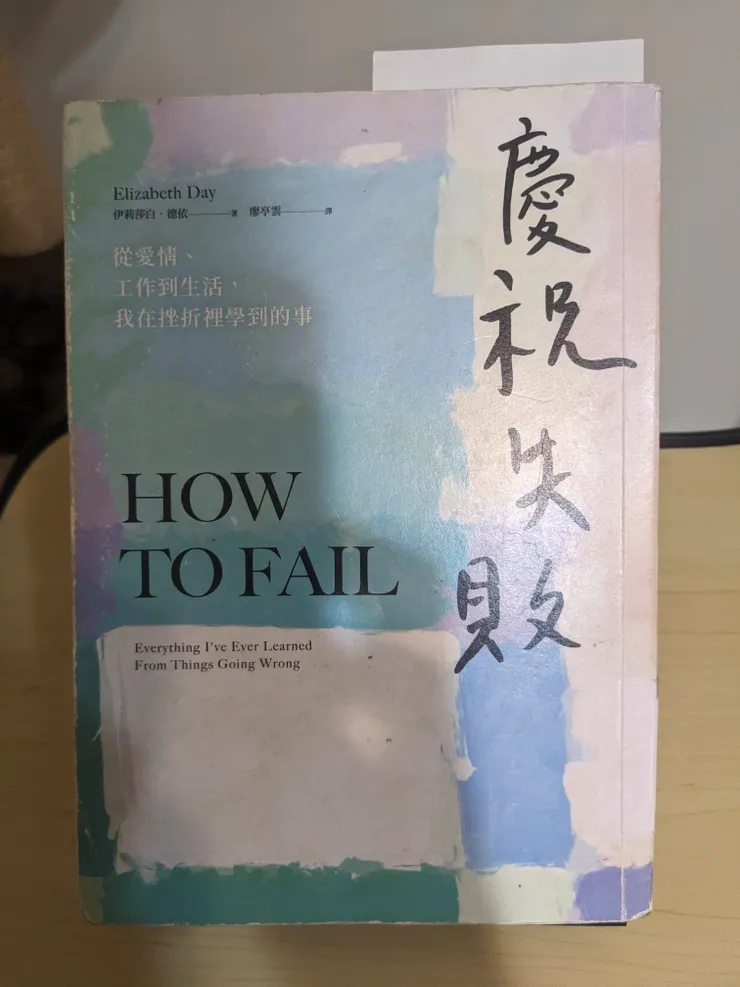 慶祝失敗
Elizabeth Day
伊莉莎白·德依——著 廖亭雲——譯
從愛情、
工作到生活，
我在挫折裡學到的事
HOW
TO FAIL
Everything I've Ever Learned
From Things Going Wrong